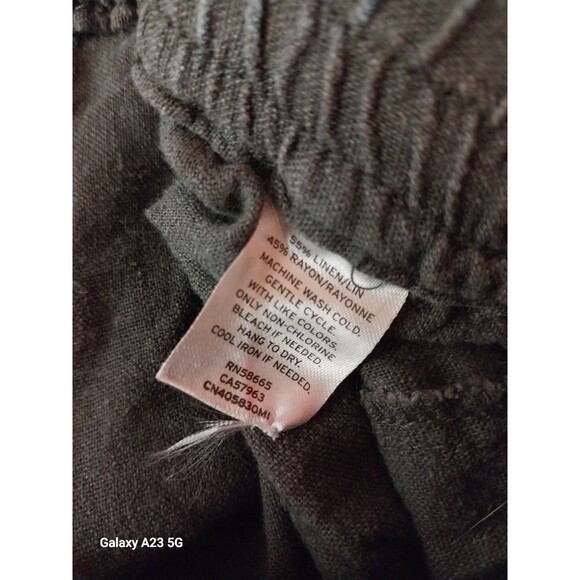 55% LINEN/LIN
45% RAYON/RAYONNE
MACHINE WASH COLD.
GENTLE CYCLE.
WITH LIKE COLORS.
ONLY NON-CHLORINE
BLEACH IF NEEDED.
HANG TO DRY.
COOL IRON IF NEEDED.
RN58665
CA57963
CN405830MI
Galaxy A23 5G